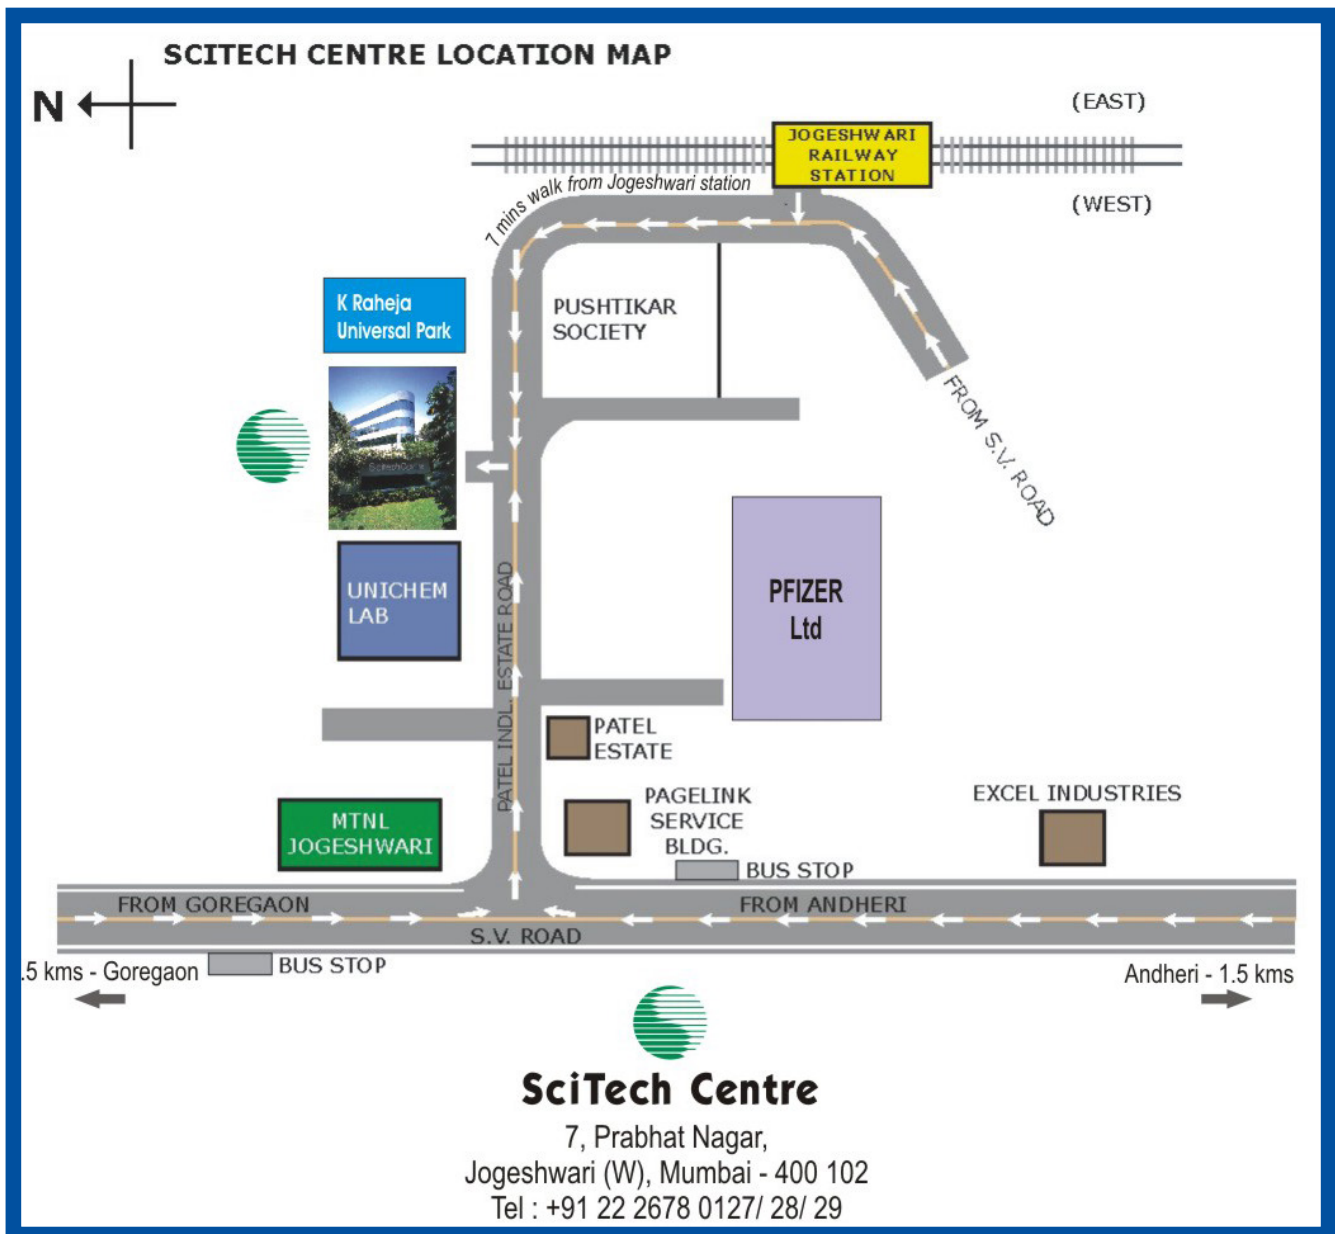 SCITECH CENTRE LOCATION MAP
N
(EAST)
JOGESHWARI
RAILWAY
STATION
7 mins walk from Jogeshwari station
(WEST)
K Raheja
Universal Park
PUSHTIKAR
SOCIETY
FROM S.V. ROAD
SciTech Centre
UNICHEM
LAB
PATEL INDL. ESTATE ROAD
PFIZER
Ltd
PATEL
ESTATE
MTNL
JOGESHWARI
PAGELINK
SERVICE
BLDG.
EXCEL INDUSTRIES
BUS STOP
FROM GOREGAON
FROM ANDHERI
S.V. ROAD
.5 kms - Goregaon
BUS STOP
Andheri - 1.5 kms
SciTech Centre
7, Prabhat Nagar,
Jogeshwari (W), Mumbai - 400 102
Tel : +91 22 2678 0127/ 28/ 29